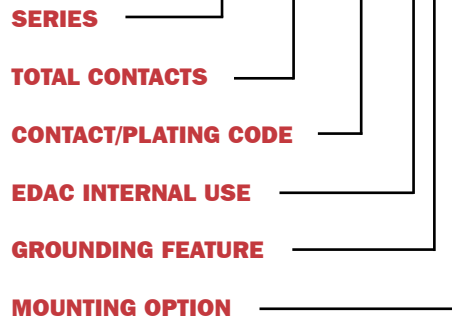 SERIES
TOTAL CONTACTS
CONTACT/PLATING CODE
EDAC INTERNAL USE
GROUNDING FEATURE
MOUNTING OPTION